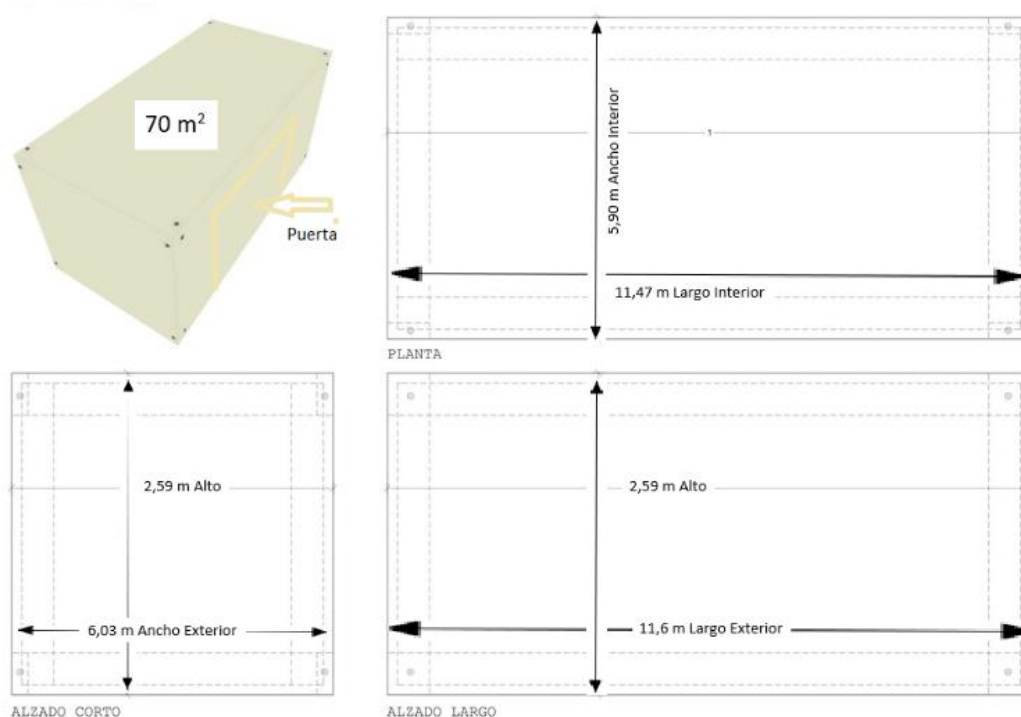 70 m²
Puerta
5,90 m Ancho Interior
1
11,47 m Largo Interior
PLANTA
2,59 m Alto
6,03 m Ancho Exterior
ALZADO CORTO
2,59 m Alto
11,6 m Largo Exterior
ALZADO LARGO